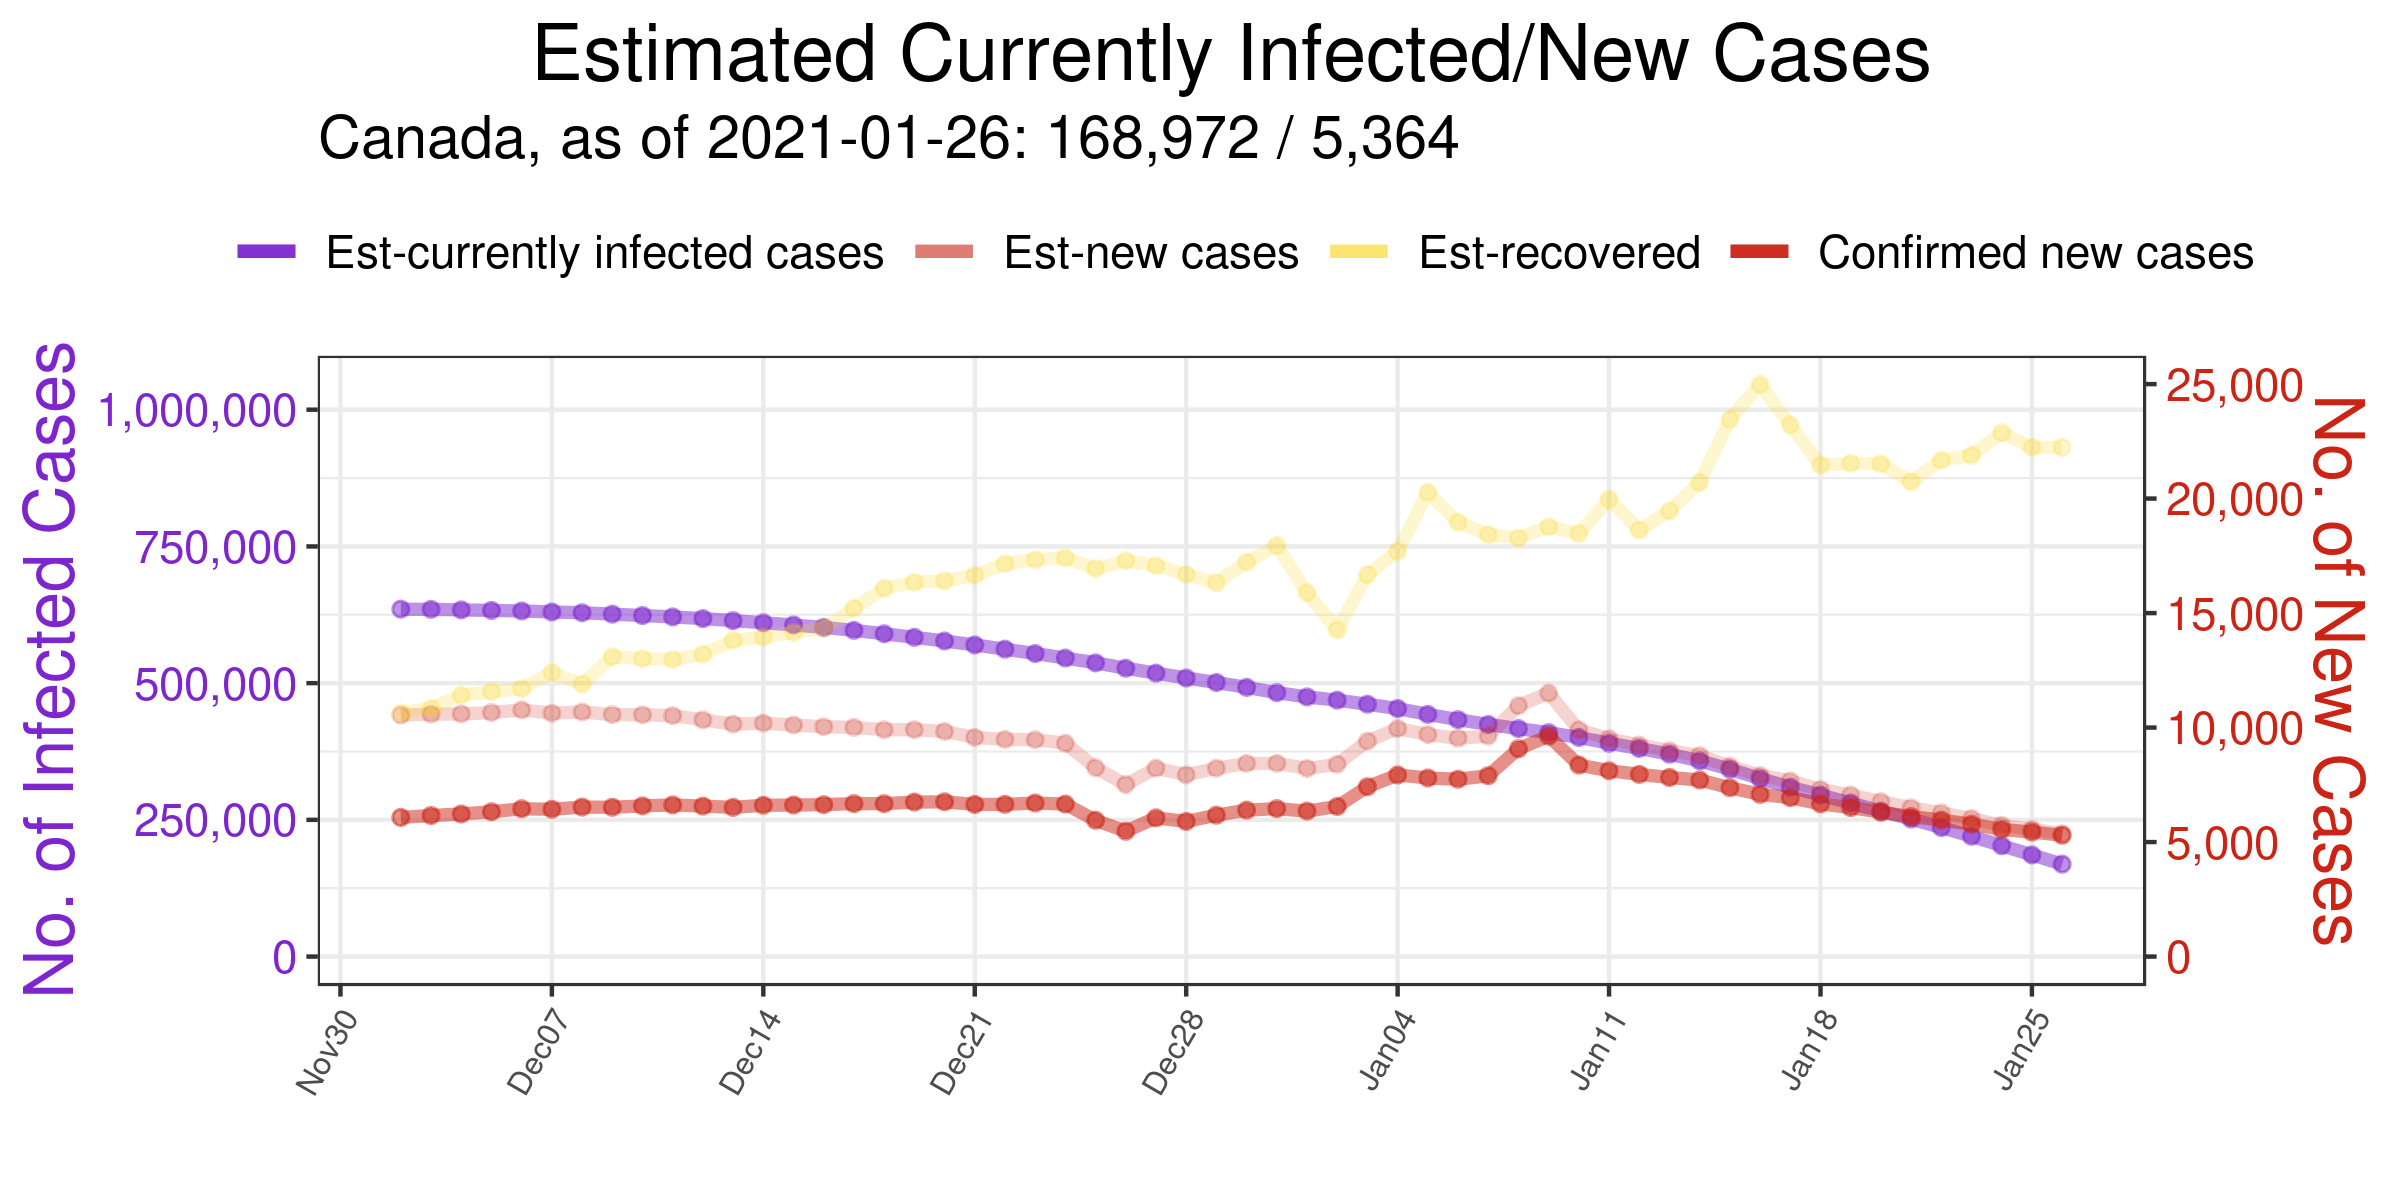 Estimated Currently Infected/New Cases
Canada, as of 2021-01-26: 168,972 / 5,364
Est-currently infected cases Est-new cases Est-recovered Confirmed new cases
No. of Infected Cases
1,000,000
750,000
500,000
250,000
0
25,000
20,000
15,000
10,000
5,000
0
No. of New Cases
Nov30 Dec07 Dec14 Dec21 Dec28 Jan04 Jan11 Jan18 Jan25